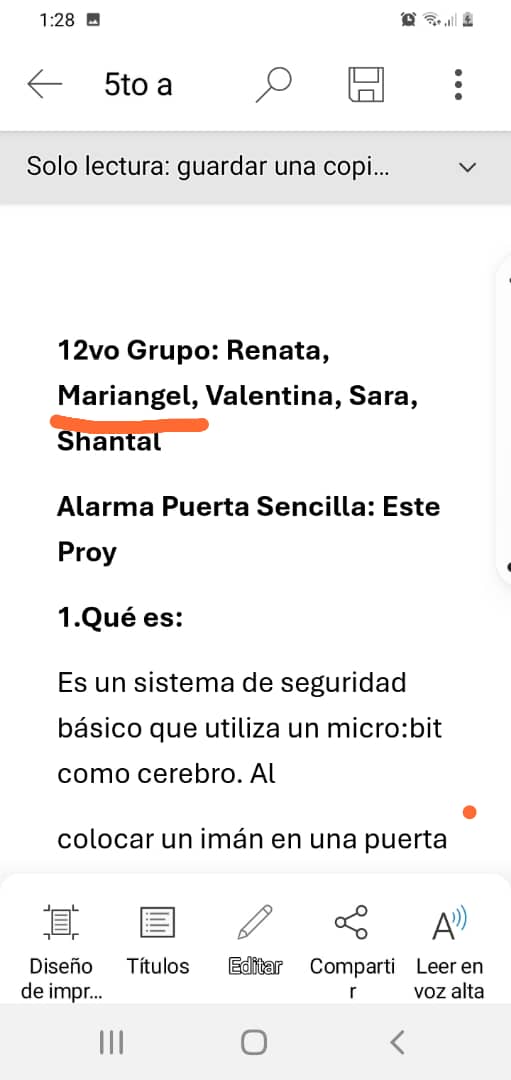 1:28
5to a
Solo lectura: guardar una copi...
12vo Grupo: Renata,
Mariangel, Valentina, Sara,
Shantal
Alarma Puerta Sencilla: Este
Proy
1.Qué es:
Es un sistema de seguridad
básico que utiliza un micro:bit
como cerebro. Al
colocar un imán en una puerta
Diseño
de impr...
Títulos
Editar
Comparti
r
Leer en
voz alta